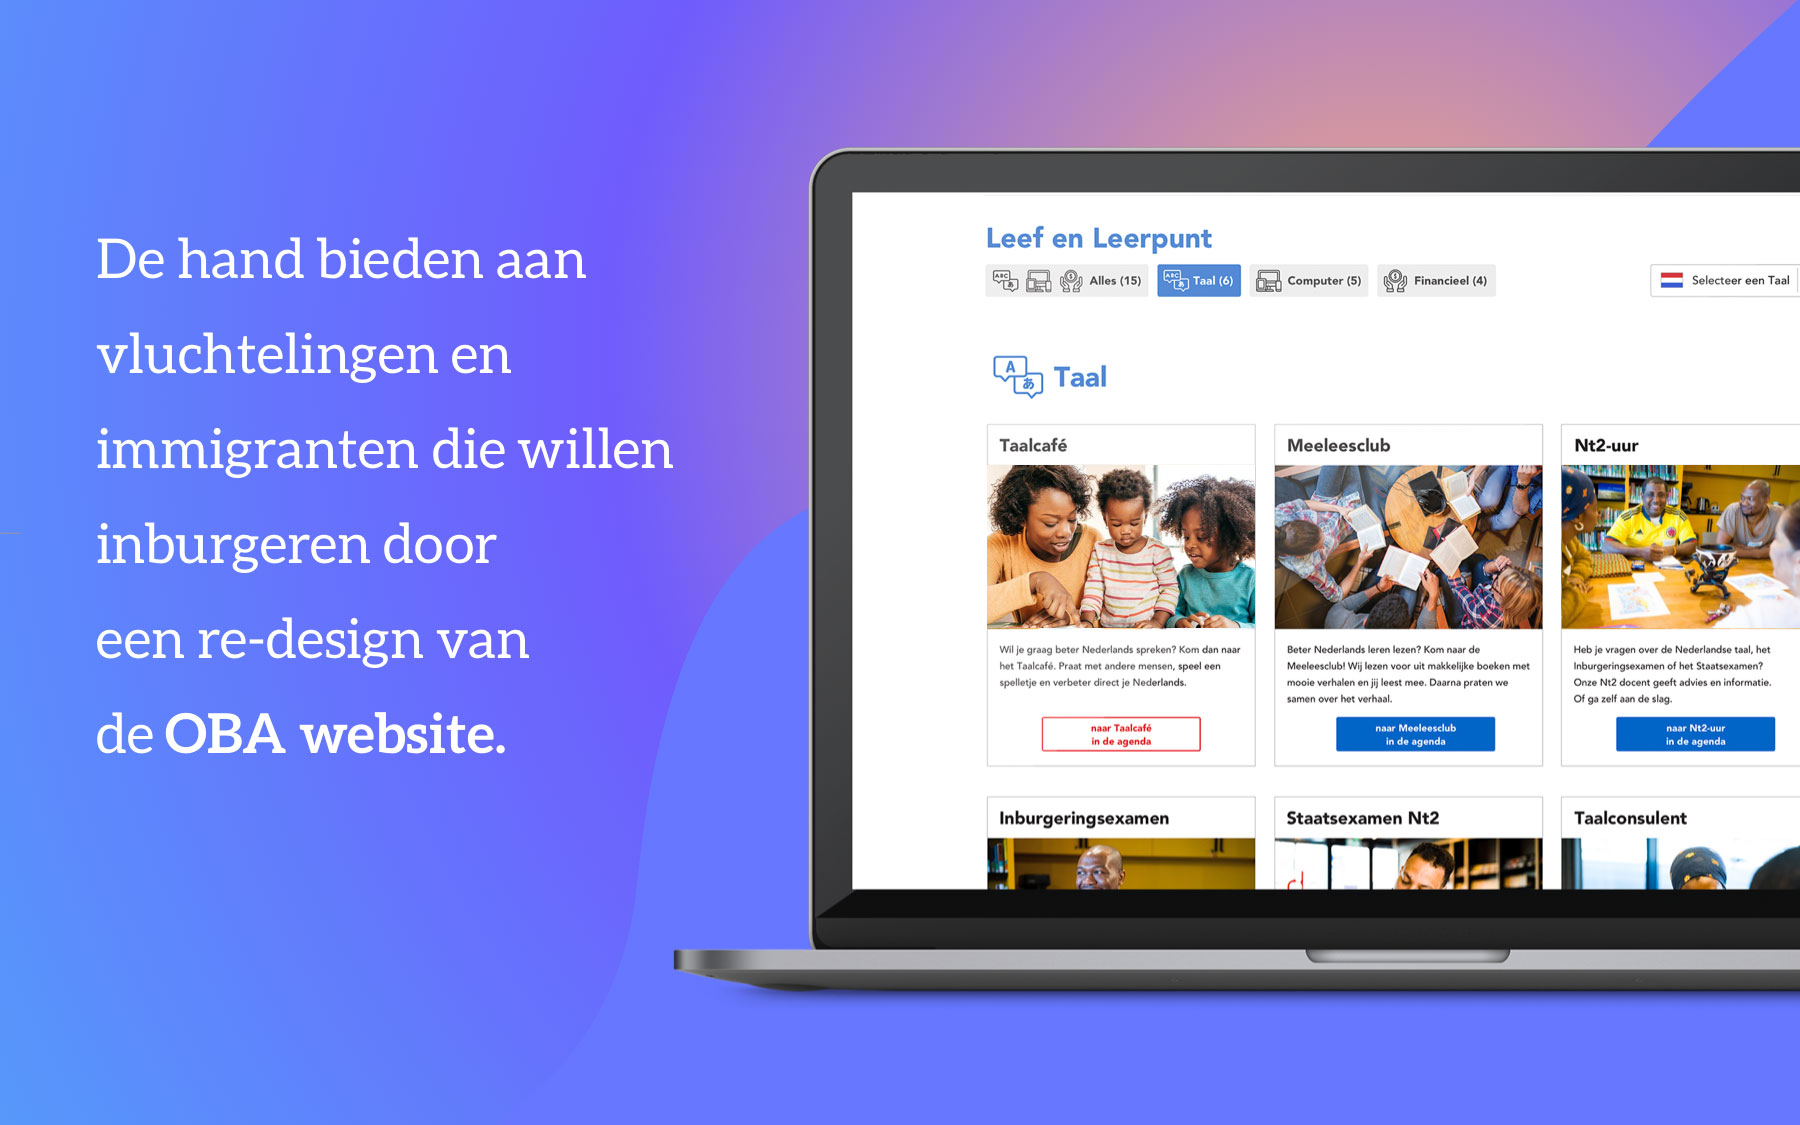 De hand bieden aan
vluchtelingen en
immigranten die willen
inburgeren door
een re-design van
de OBA website.
Leef en Leerpunt
Alles (15)
Taal (6)
Computer (5)
Financieel (4)
Selecteer een Taal
Taal
Taalcafé
Wil je graag beter Nederlands spreken? Kom dan naar
het Taalcafé. Praat met andere mensen, speel een
spelletje en verbeter direct je Nederlands.
naar Taalcafé
in de agenda
Meeleesclub
Beter Nederlands leren lezen? Kom naar de
Meeleesclub! Wij lezen voor uit makkelijke boeken met
mooie verhalen en jij leest mee. Daarna praten we
samen over het verhaal.
naar Meeleesclub
in de agenda
Nt2-uur
Heb je vragen over de Nederlandse taal, het
Inburgeringsexamen of het Staatsexamen?
Onze Nt2 docent geeft advies en informatie.
Of ga zelf aan de slag.
naar Nt2-uur
in de agenda
Inburgeringsexamen
Staatsexamen Nt2
Taalconsulent